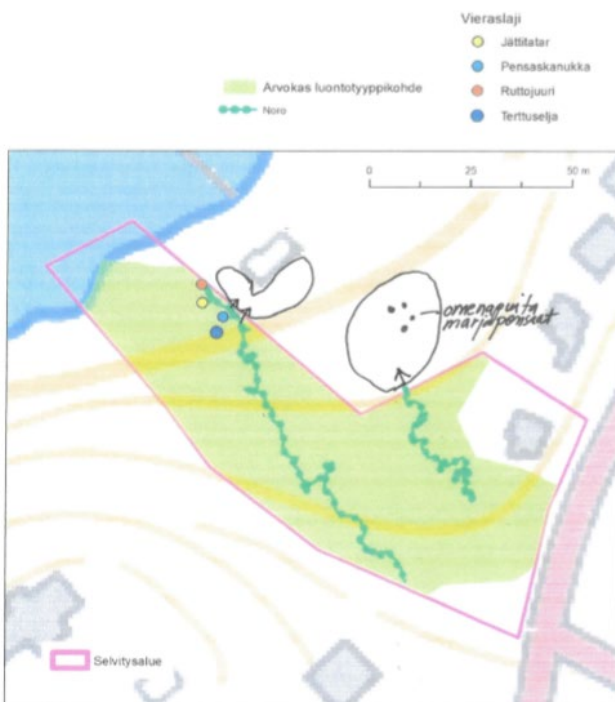 Vieraslaji
Jättitatar
Pensaskanukka
Ruttojuuri
Terttuselja
Arvokas luontotyyppikohde
Noro
0 25 50 m
omenapuita
marjapensaat
Selvitysalue